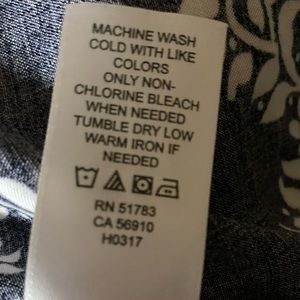 MACHINE WASH
COLD WITH LIKE
COLORS
ONLY NON-
CHLORINE BLEACH
WHEN NEEDED
TUMBLE DRY LOW
WARM IRON IF
NEEDED
RN 51783
CA 56910
H0317